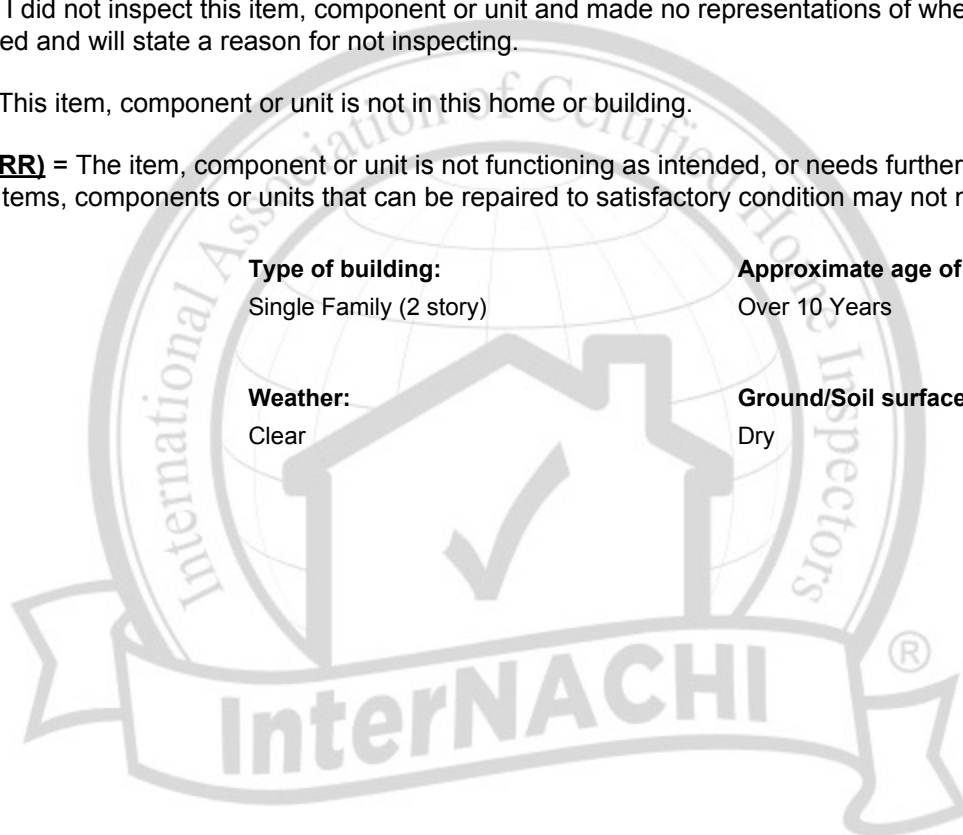 I did not inspect this item, component or unit and made no representations of whe
ed and will state a reason for not inspecting.
This item, component or unit is not in this home or building.
RR) = The item, component or unit is not functioning as intended, or needs further
tems, components or units that can be repaired to satisfactory condition may not n
Type of building: Approximate age of
Single Family (2 story) Over 10 Years
Weather: Ground/Soil surface
Clear Dry
International Association of Certified Home Inspectors
InterNACHI ®